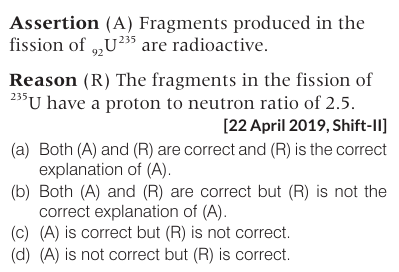 Assertion (A) Fragments produced in the
fission of ₉₂U²³⁵ are radioactive.
Reason (R) The fragments in the fission of
²³⁵U have a proton to neutron ratio of 2.5.
[22 April 2019, Shift-II]
(a) Both (A) and (R) are correct and (R) is the correct
explanation of (A).
(b) Both (A) and (R) are correct but (R) is not the
correct explanation of (A).
(c) (A) is correct but (R) is not correct.
(d) (A) is not correct but (R) is correct.